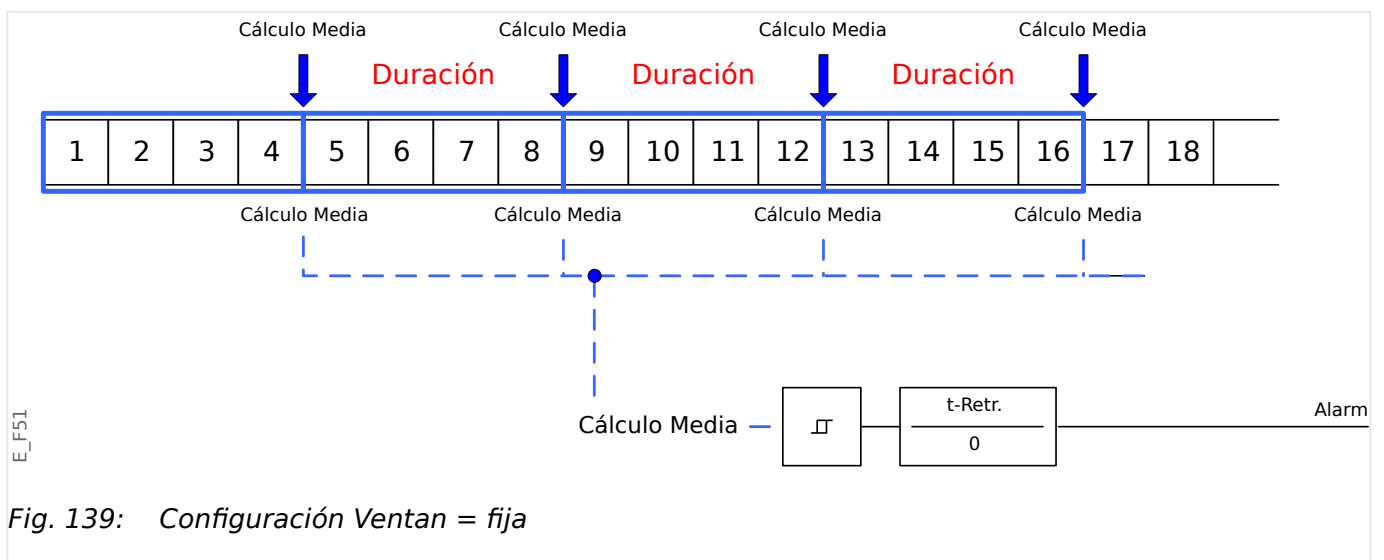 Cálculo Media Cálculo Media Cálculo Media Cálculo Media
Duración Duración Duración
1 2 3 4 5 6 7 8 9 10 11 12 13 14 15 16 17 18
Cálculo Media Cálculo Media Cálculo Media Cálculo Media
t-Retr.
Alarm
Cálculo Media
0
E_F51
Fig. 139: Configuración Ventan = fija